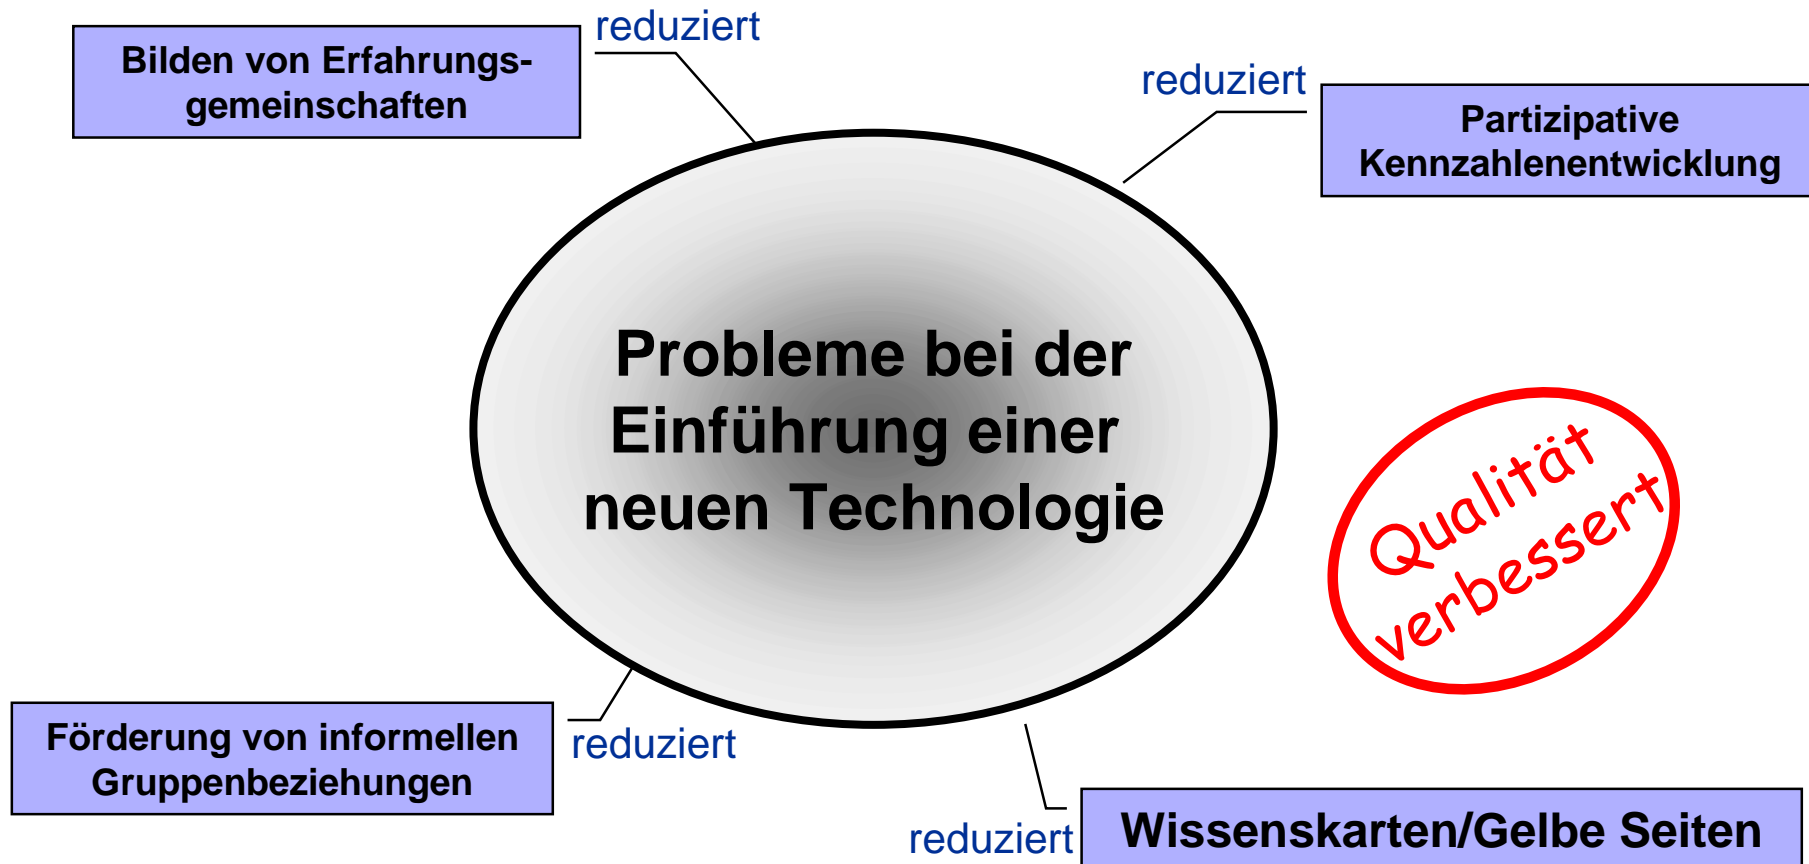 reduziert
Bilden von Erfahrungs-
gemeinschaften
reduziert
Partizipative
Kennzahlenentwicklung
Probleme bei der
Einführung einer
neuen Technologie
Qualität
verbessert
Förderung von informellen
Gruppenbeziehungen
reduziert
reduziert
Wissenskarten/Gelbe Seiten